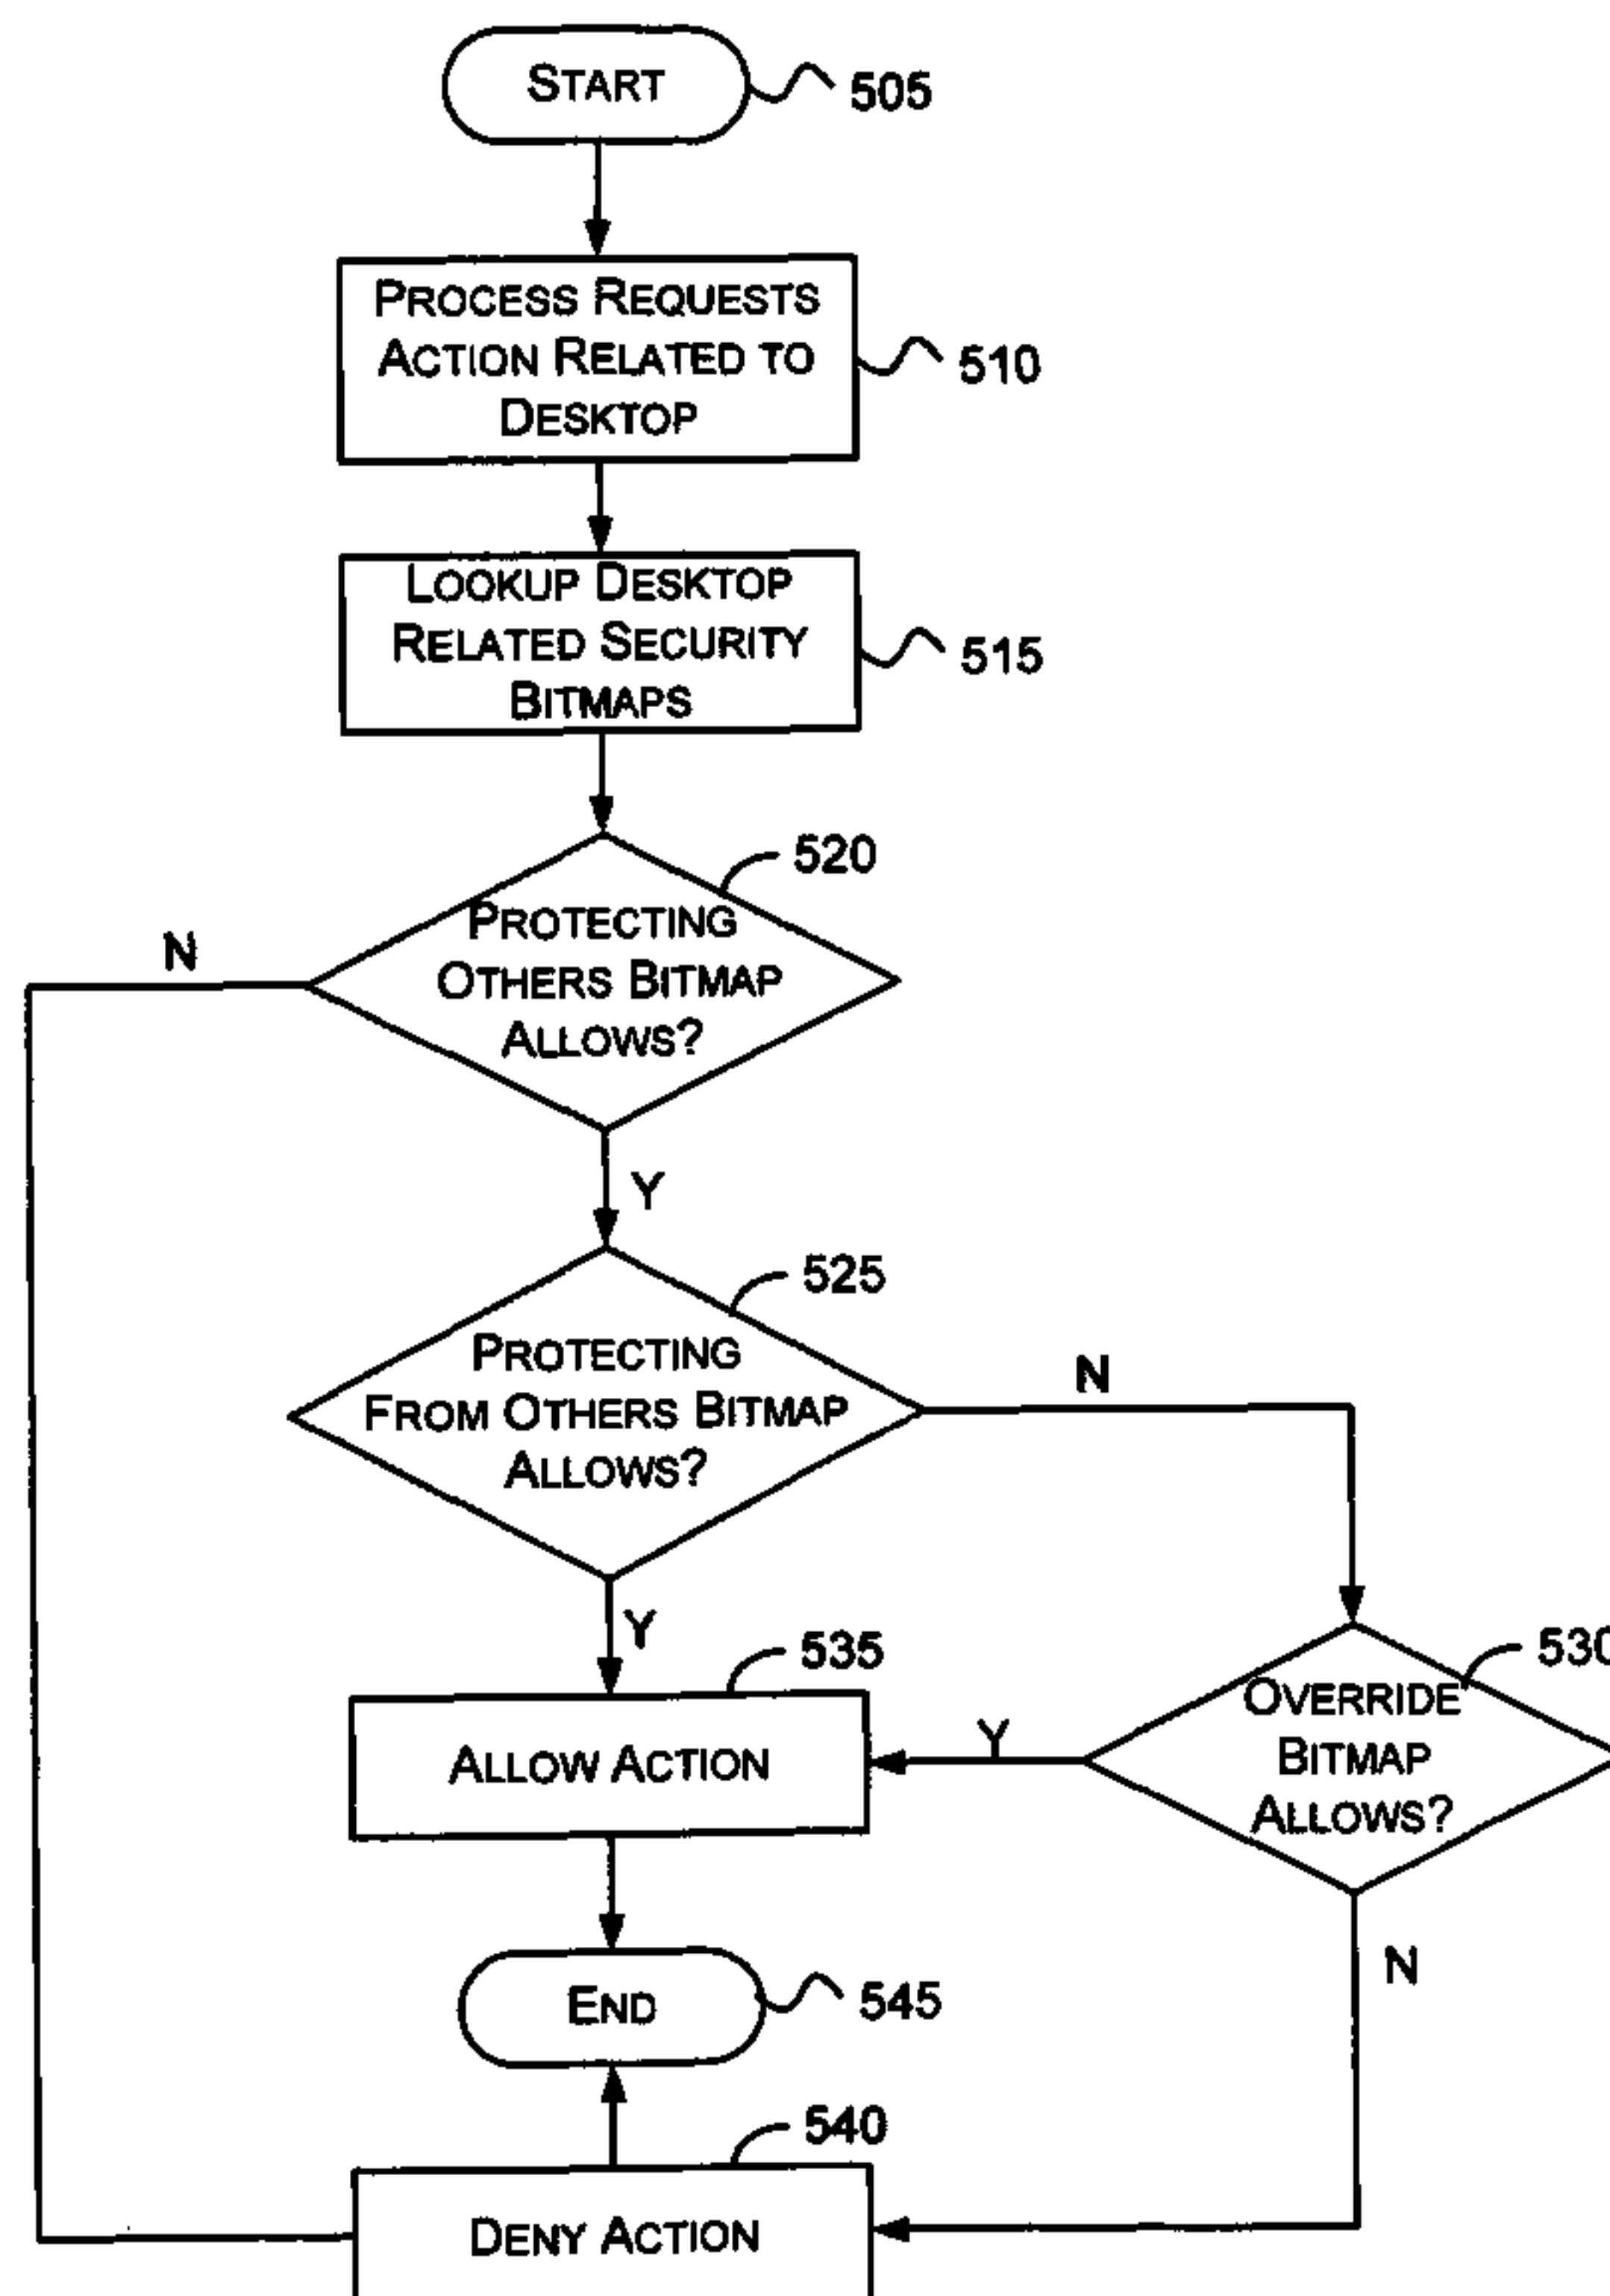 START
505
PROCESS REQUESTS
ACTION RELATED TO
DESKTOP
510
LOOKUP DESKTOP
RELATED SECURITY
BITMAPS
515
520
PROTECTING
OTHERS BITMAP
ALLOWS?
N
Y
525
PROTECTING
FROM OTHERS BITMAP
ALLOWS?
N
Y
535
ALLOW ACTION
530
OVERRIDE
BITMAP
ALLOWS?
Y
N
END
545
540
DENY ACTION